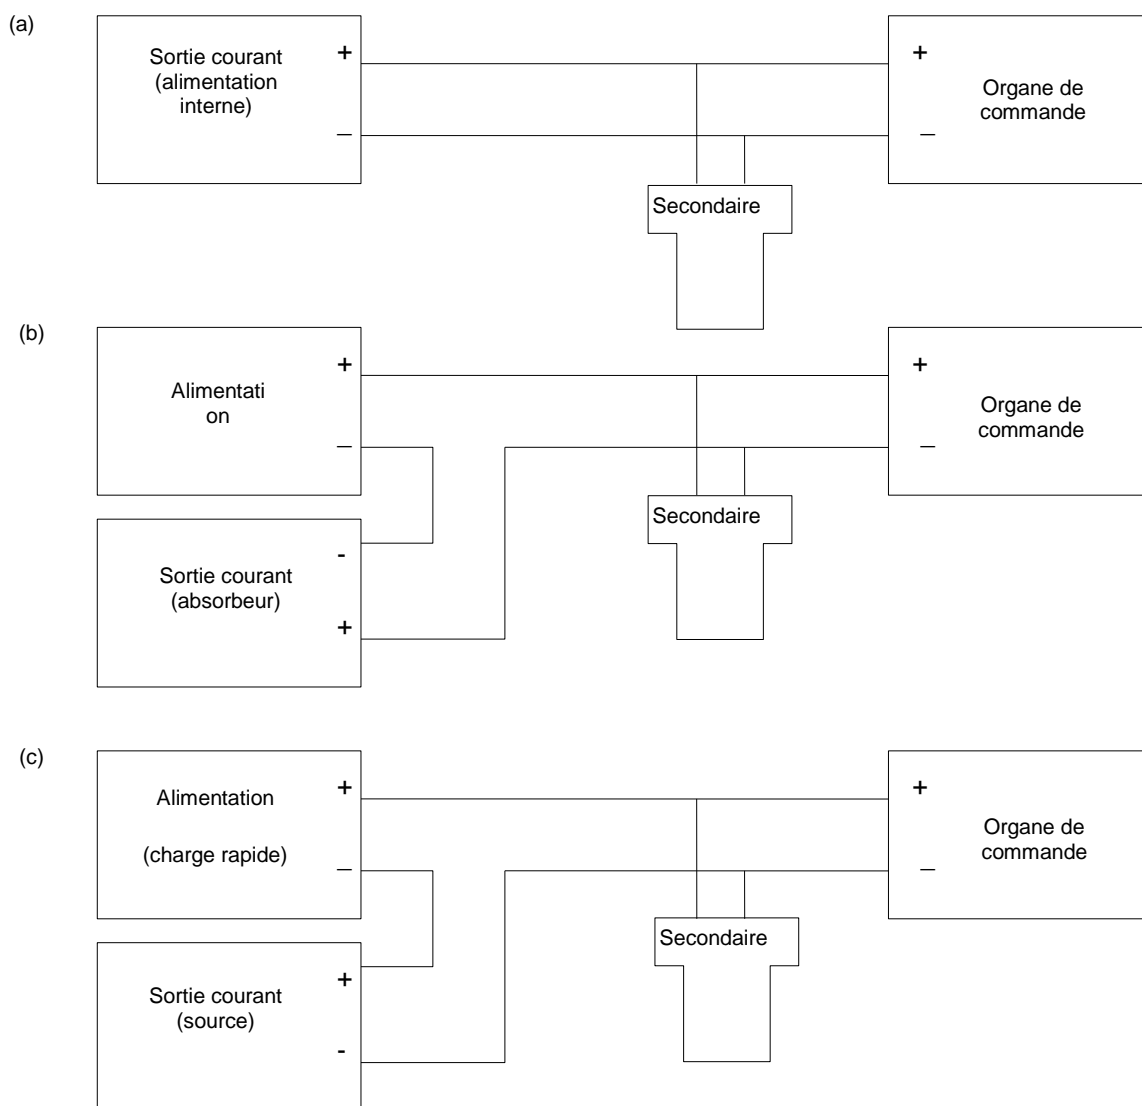 (a)
Sortie courant
(alimentation
interne)
+
—
+
—
Organe de
commande
Secondaire
(b)
Alimentati
on
+
—
+
—
Organe de
commande
Sortie courant
(absorbeur)
-
+
Secondaire
(c)
Alimentation
(charge rapide)
+
—
+
—
Organe de
commande
Sortie courant
(source)
+
-
Secondaire